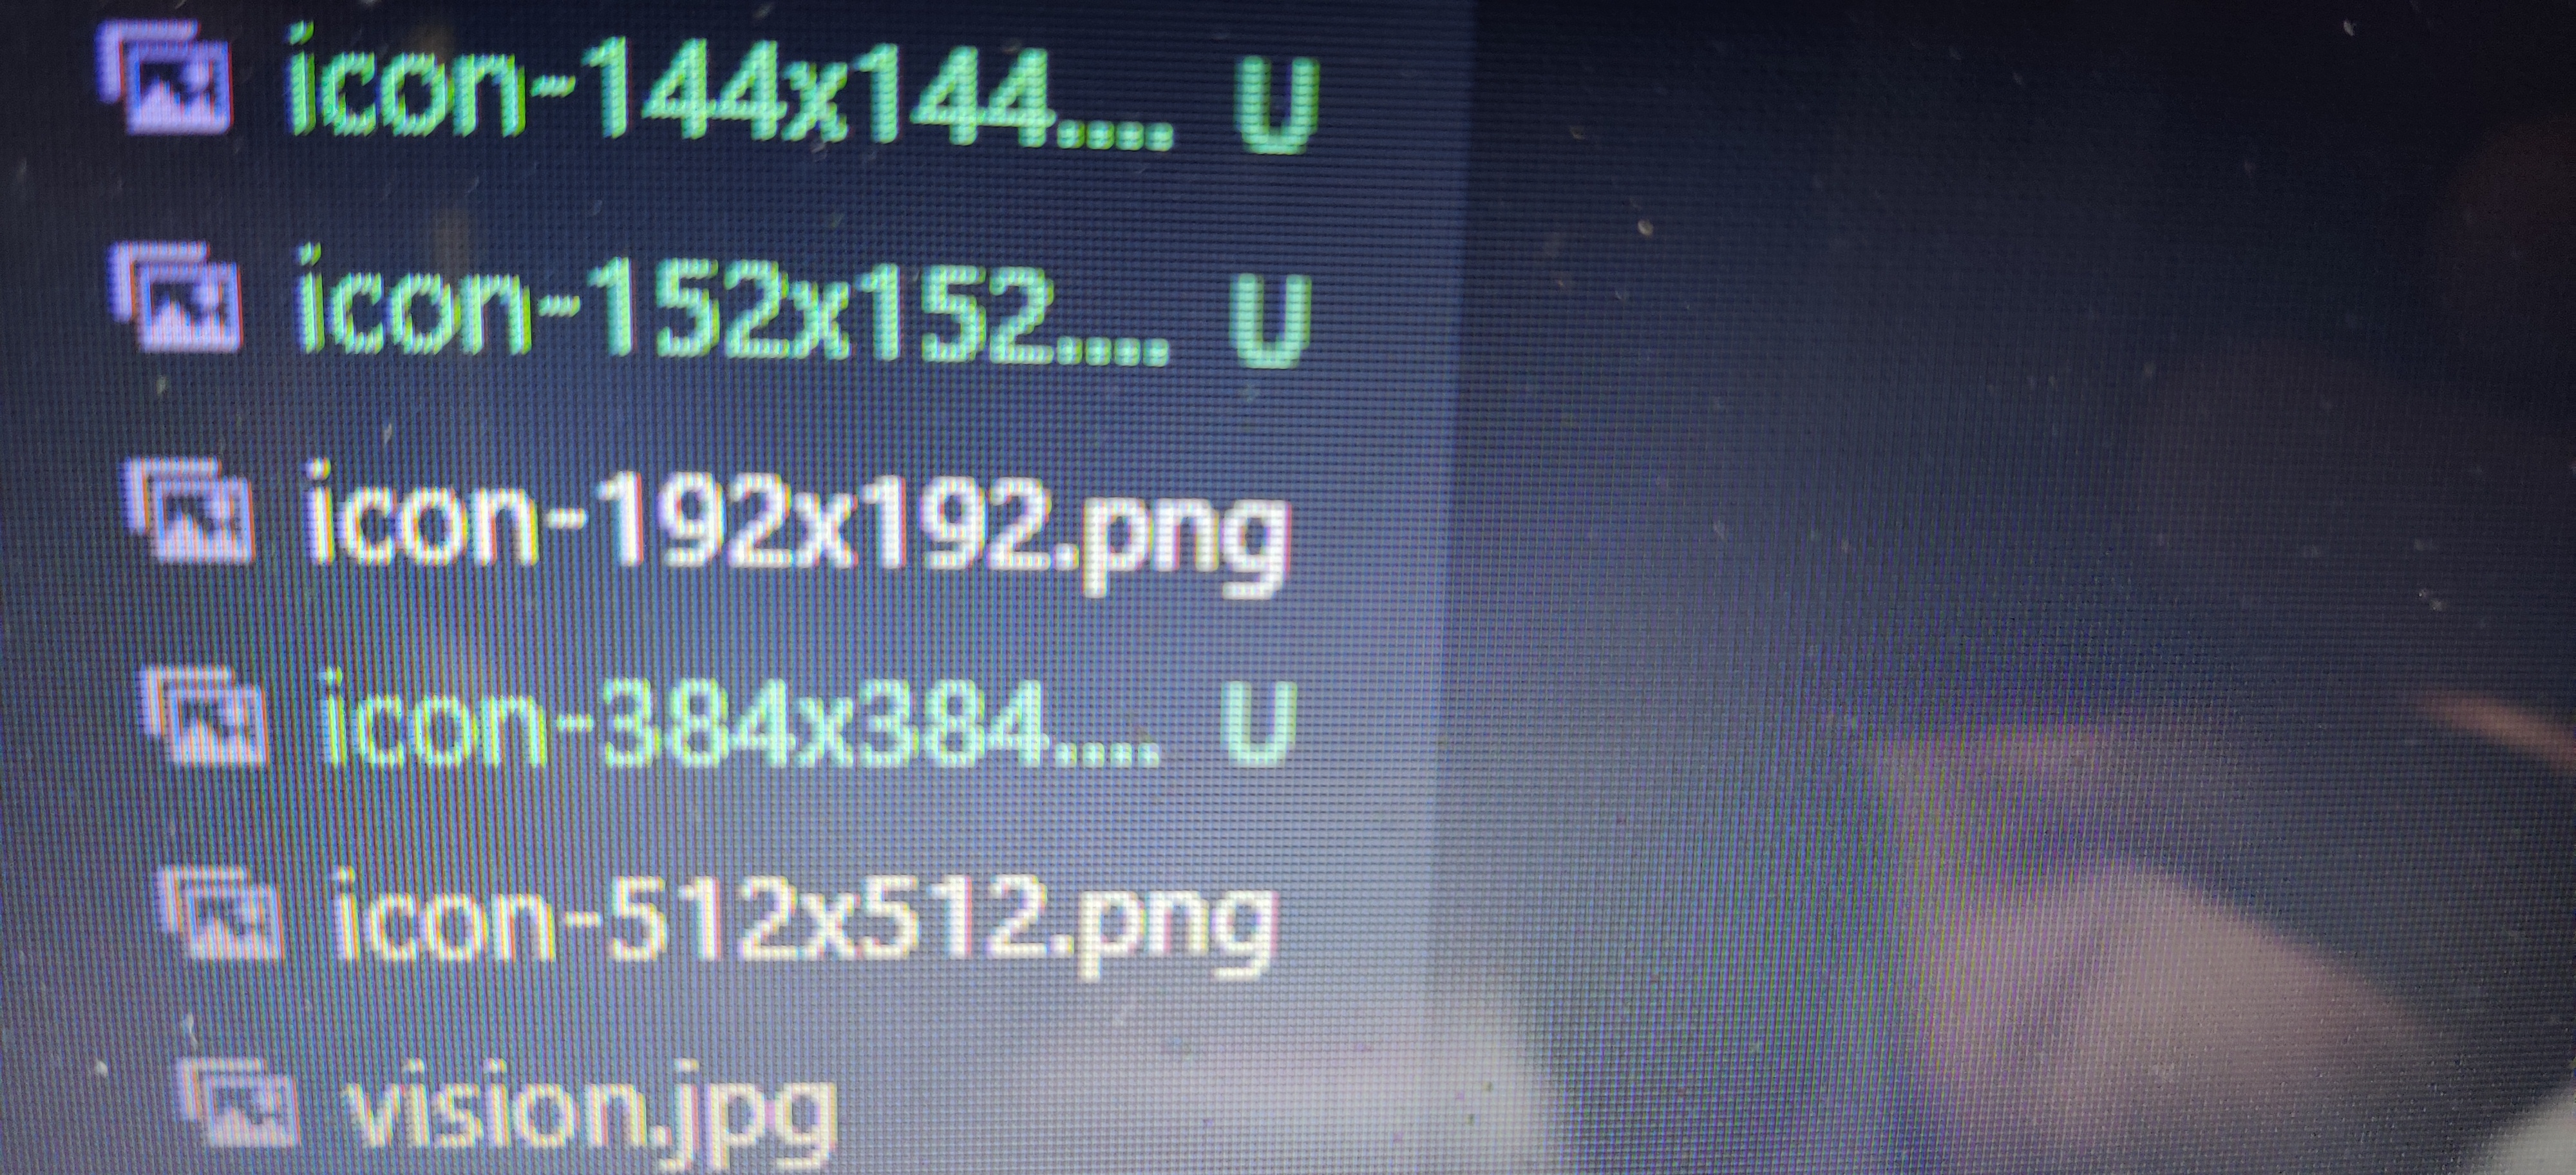 icon-144x144.... U
icon-152x152.... U
icon-192x192.png
icon-384x384.... U
icon-512x512.png
vision.jpg